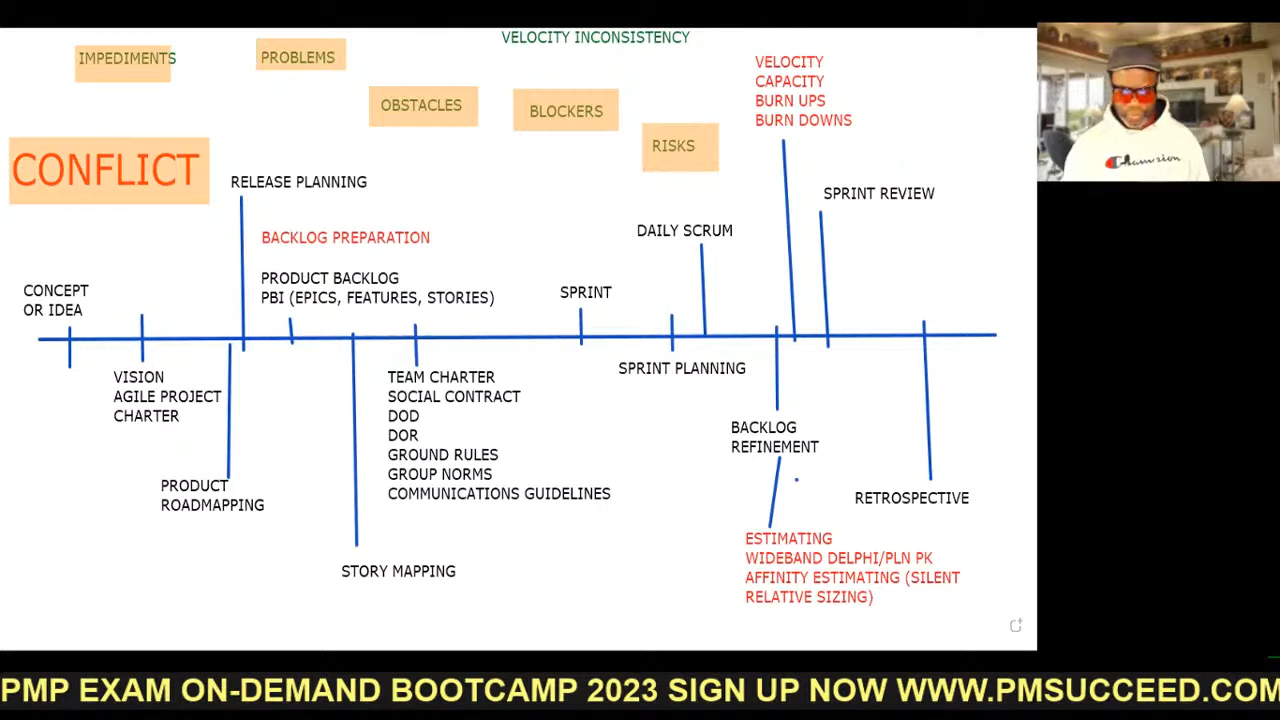 VELOCITY INCONSISTENCY
IMPEDIMENTS
PROBLEMS
OBSTACLES
BLOCKERS
RISKS
CONFLICT
VELOCITY
CAPACITY
BURN UPS
BURN DOWNS
RELEASE PLANNING
SPRINT REVIEW
DAILY SCRUM
BACKLOG PREPARATION
PRODUCT BACKLOG
PBI (EPICS, FEATURES, STORIES)
CONCEPT
OR IDEA
SPRINT
VISION
AGILE PROJECT
CHARTER
TEAM CHARTER
SOCIAL CONTRACT
DOD
DOR
GROUND RULES
GROUP NORMS
COMMUNICATIONS GUIDELINES
SPRINT PLANNING
BACKLOG
REFINEMENT
PRODUCT
ROADMAPPING
RETROSPECTIVE
STORY MAPPING
ESTIMATING
WIDEBAND DELPHI/PLN PK
AFFINITY ESTIMATING (SILENT
RELATIVE SIZING)
Champion
PMP EXAM ON-DEMAND BOOTCAMP 2023 SIGN UP NOW WWW.PMSUCCEED.COM